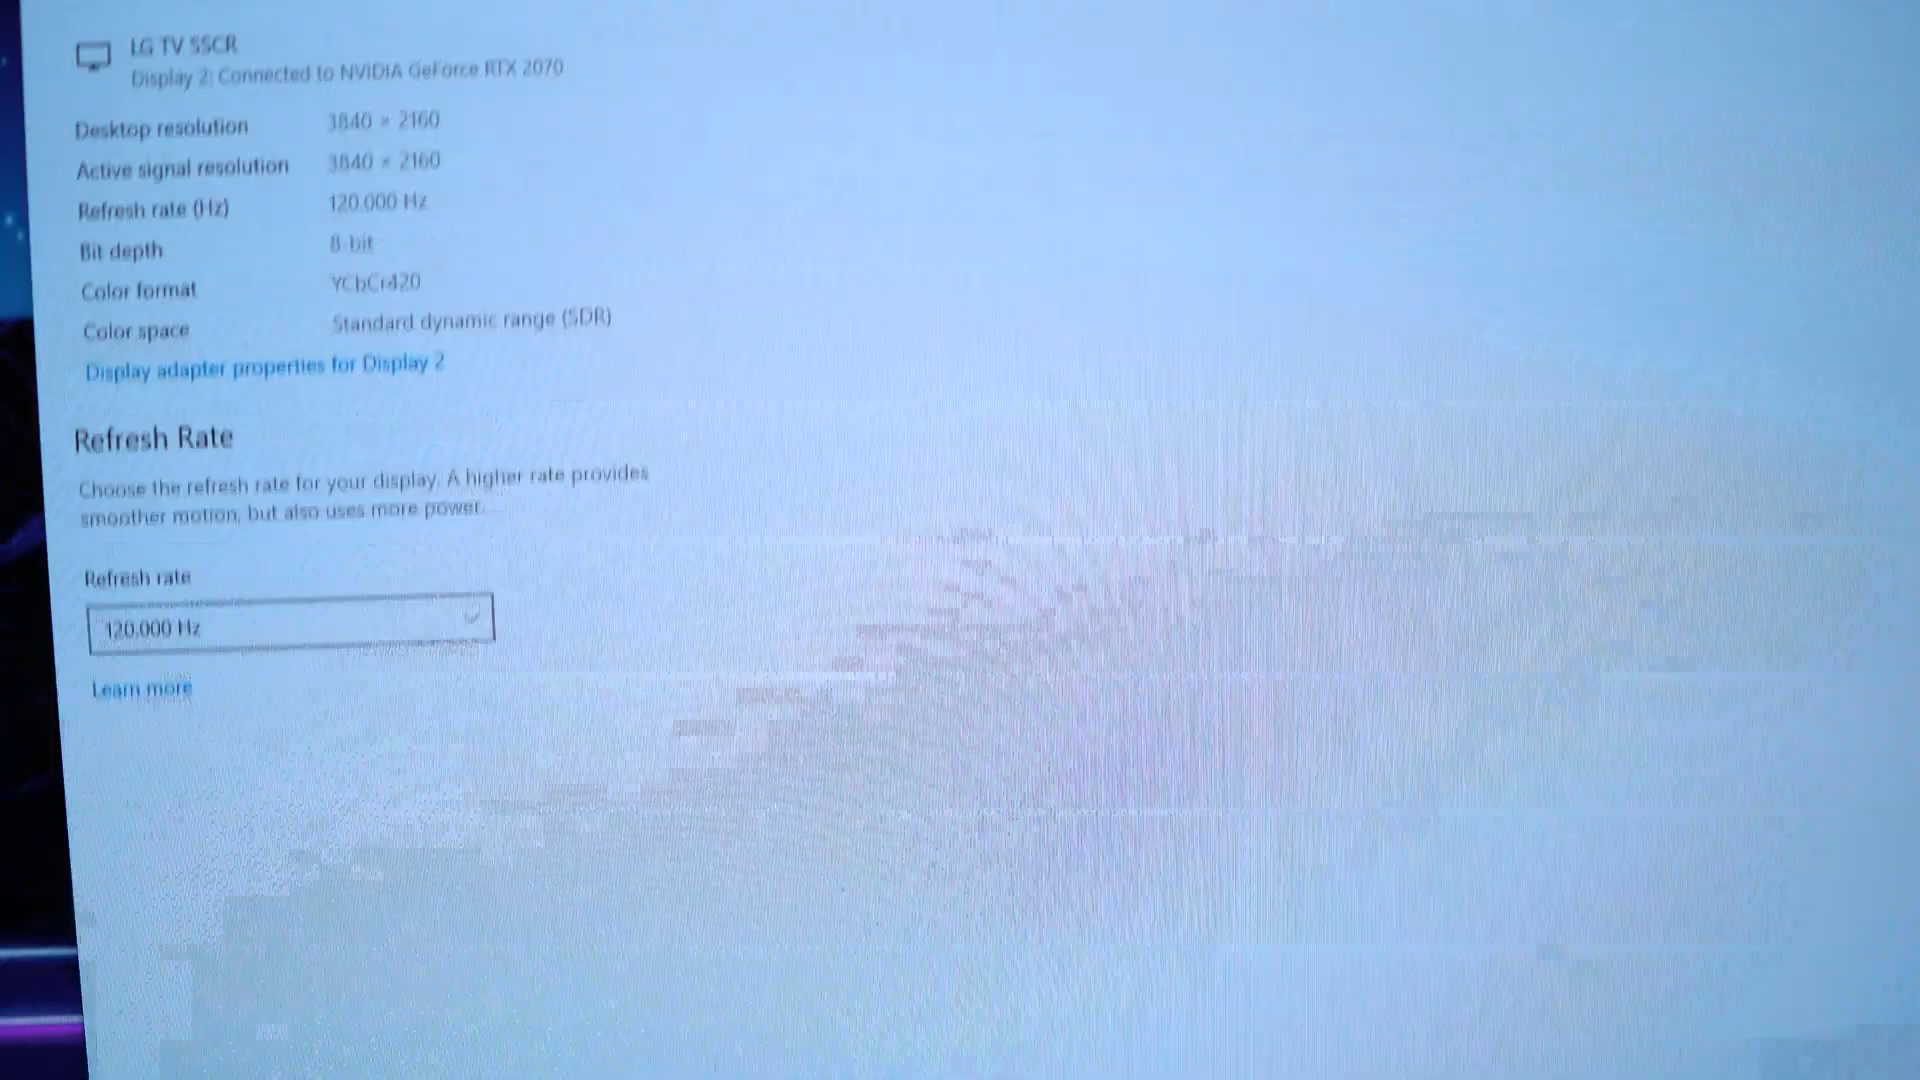 LG TV SSCR
Display 2: Connected to NVIDIA GeForce RTX 2070
Desktop resolution 3840 × 2160
Active signal resolution 3840 × 2160
Refresh rate (Hz) 120.000 Hz
Bit depth 8-bit
Color format YCbCr420
Color space Standard dynamic range (SDR)
Display adapter properties for Display 2
Refresh Rate
Choose the refresh rate for your display. A higher rate provides
smoother motion, but also uses more power.
Refresh rate
120.000 Hz
Learn more